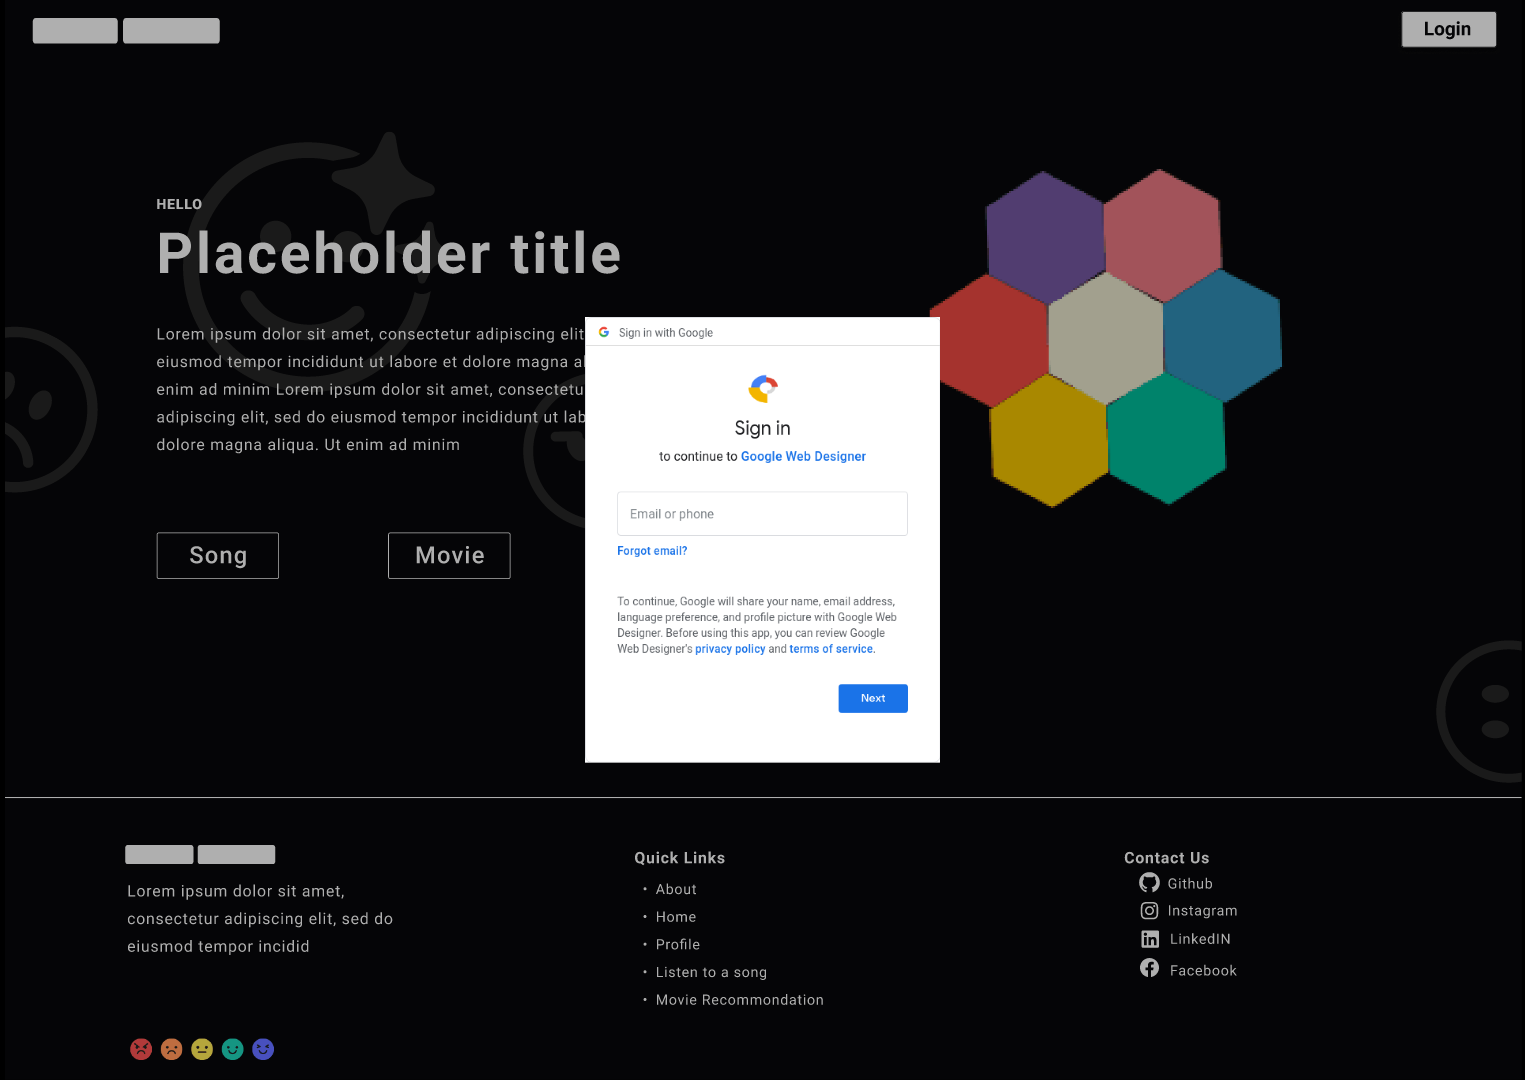 Login
HELLO
Placeholder title
Lorem ipsum dolor sit amet, consectetur adipiscing elit
eiusmod tempor incididunt ut labore et dolore magna
enim ad minim Lorem ipsum dolor sit amet,
adipiscing elit, sed do eiusmod tempor incididunt ut
dolore magna aliqua. Ut enim ad minim
Song
Movie
Sign in with Google
Sign in
to continue to Google Web Designer
Email or phone
Forgot email?
To continue, Google will share your name, email address,
language preference, and profile picture with Google Web
Designer. Before using this app, you can review Google
Web Designer's privacy policy and terms of service.
Next
Lorem ipsum dolor sit amet,
consectetur adipiscing elit, sed do
eiusmod tempor incidid
Quick Links
• About
• Home
• Profile
• Listen to a song
• Movie Recommondation
Contact Us
Github
Instagram
LinkedIN
Facebook